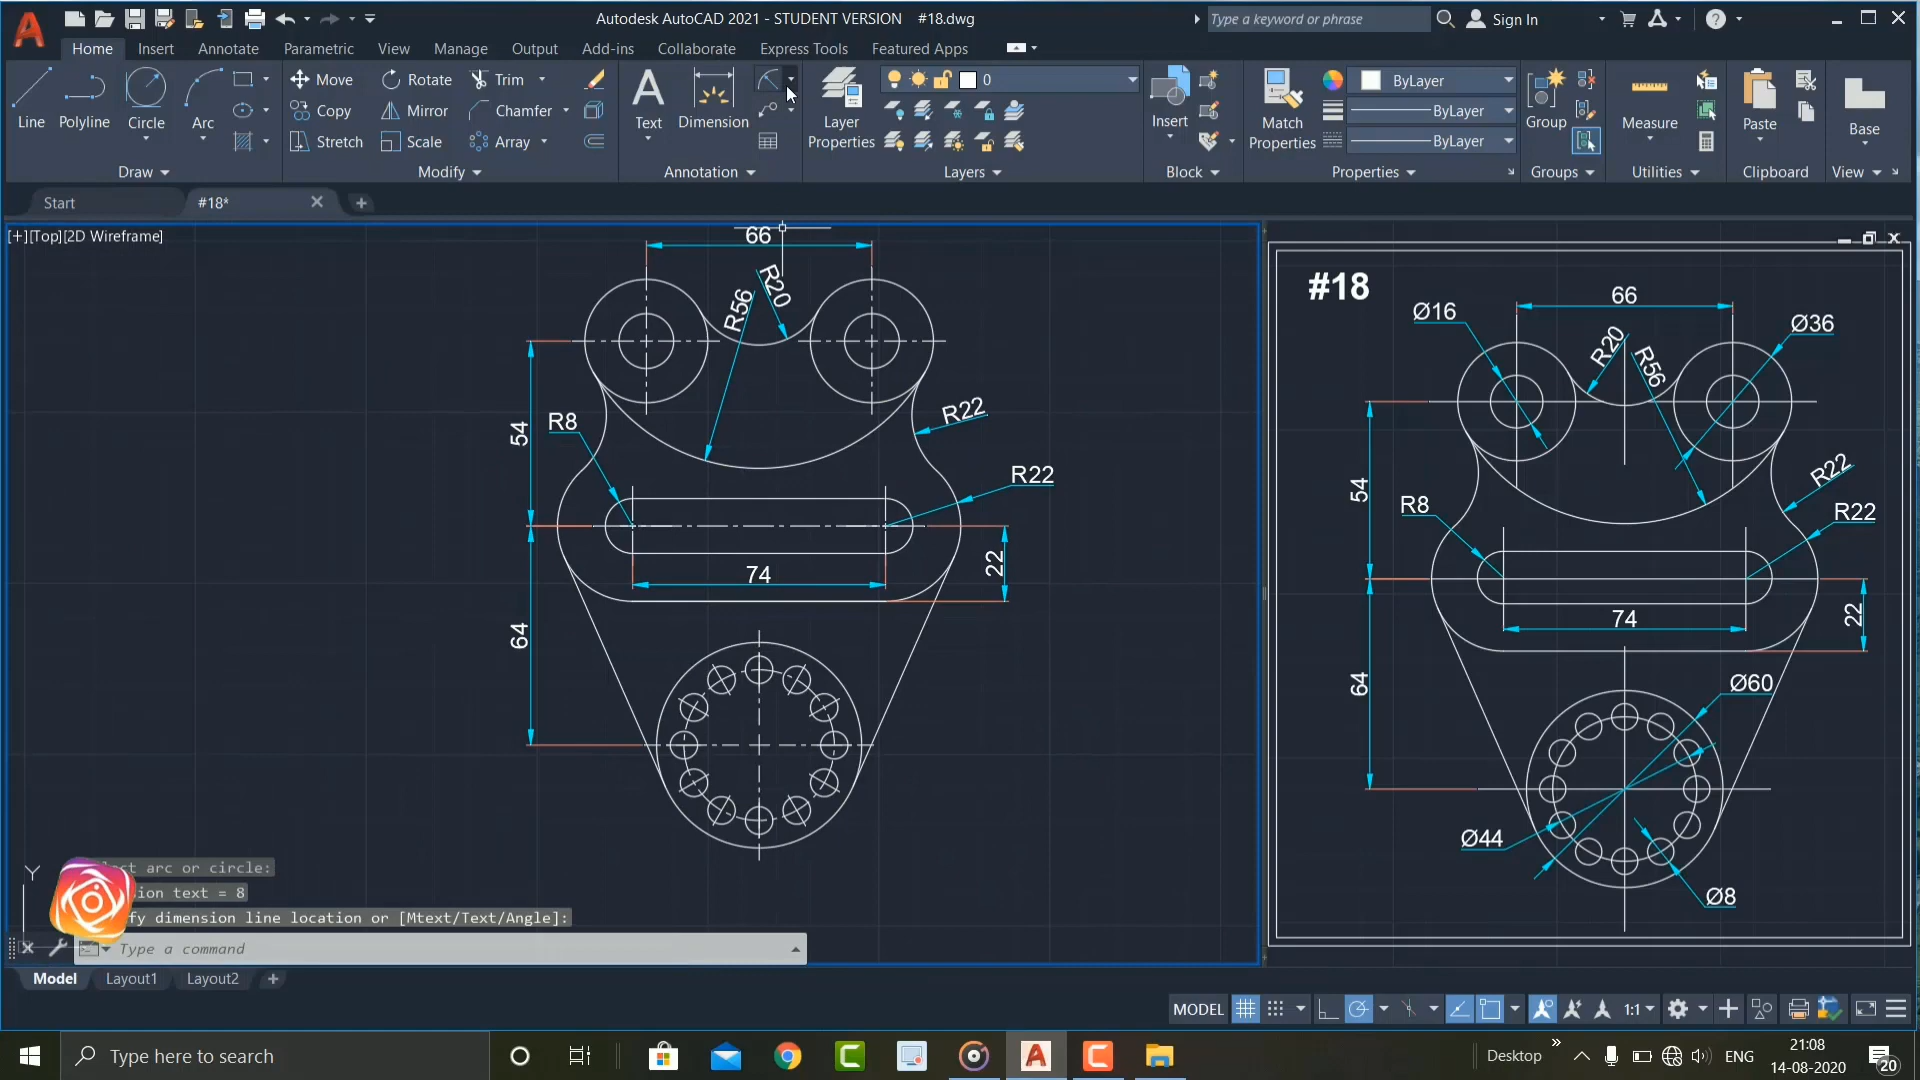 Autodesk AutoCAD 2021 - STUDENT VERSION #18.dwg
Type a keyword or phrase
Sign In
Home Insert Annotate Parametric View Manage Output Add-ins Collaborate Express Tools Featured Apps
Line Polyline Circle Arc
Draw
Move Rotate Trim
Copy Mirror Chamfer
Stretch Scale Array
Modify
Text Dimension
Annotation
Layer Properties
0
Layers
Insert
Block
Match Properties
ByLayer
ByLayer
ByLayer
Properties
Group
Groups
Measure
Utilities
Paste
Clipboard
Base
View
Start #18*
[+][Top][2D Wireframe]
66
R20
R56
54
R8
R22
R22
74
22
64
#18
66
Ø16
Ø36
R20
R56
54
R8
R22
R22
74
22
64
Ø60
Ø44
Ø8
Y
arc or circle:
text = 8
dimension line location or [Mtext/Text/Angle]:
Type a command
Model Layout1 Layout2
MODEL 1:1
Type here to search
Desktop
ENG
21:08
14-08-2020
20